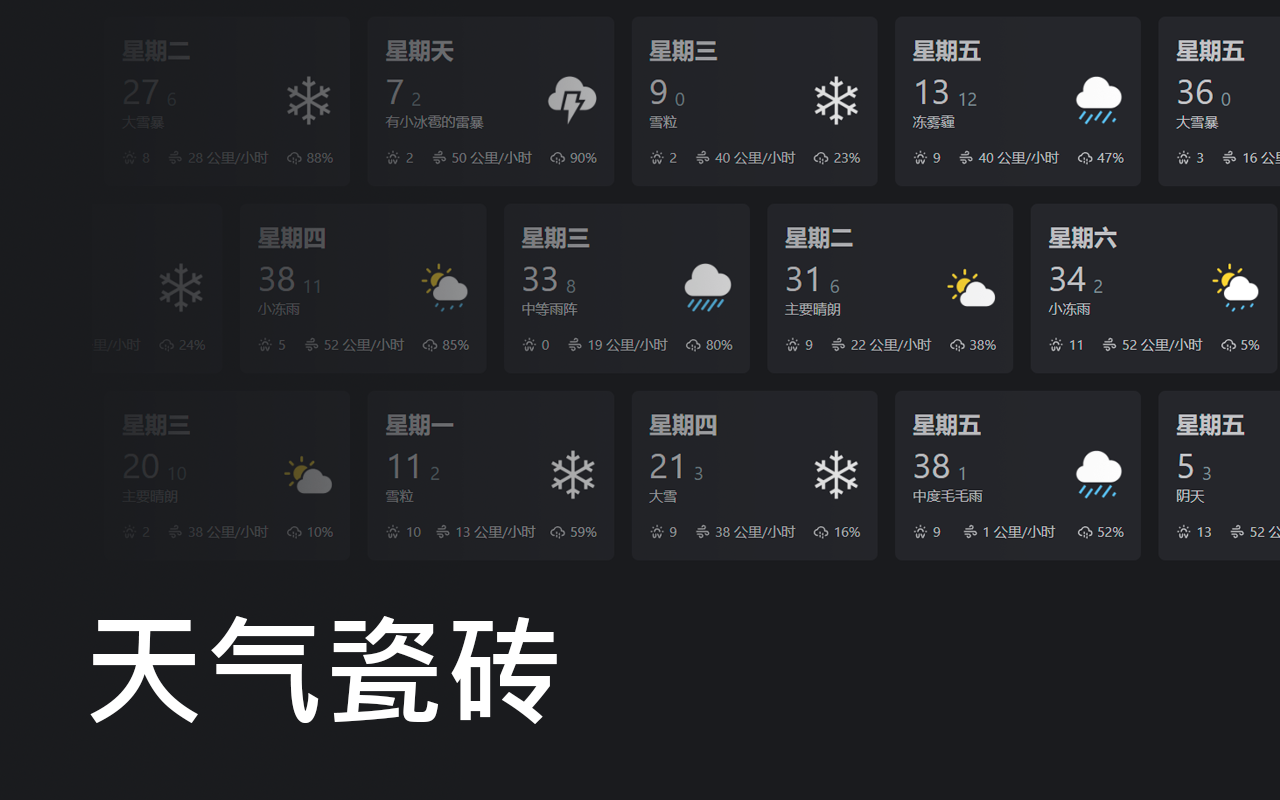 星期二
27 6
大雪暴
8 28 公里/小时 88%
星期天
7 2
有小冰雹的雷暴
2 50 公里/小时 90%
星期三
9 0
雪粒
2 40 公里/小时 23%
星期五
13 12
冻雾霾
9 40 公里/小时 47%
星期五
36 0
大雪暴
3 16 公里
里/小时 24%
星期四
38 11
小冻雨
5 52 公里/小时 85%
星期三
33 8
中等雨阵
0 19 公里/小时 80%
星期二
31 6
主要晴朗
9 22 公里/小时 38%
星期六
34 2
小冻雨
11 52 公里/小时 5%
星期三
20 10
主要晴朗
2 38 公里/小时 10%
星期一
11 2
雪粒
10 13 公里/小时 59%
星期四
21 3
大雪
9 38 公里/小时 16%
星期五
38 1
中度毛毛雨
9 1 公里/小时 52%
星期五
5 3
阴天
13 52 公
天气瓷砖